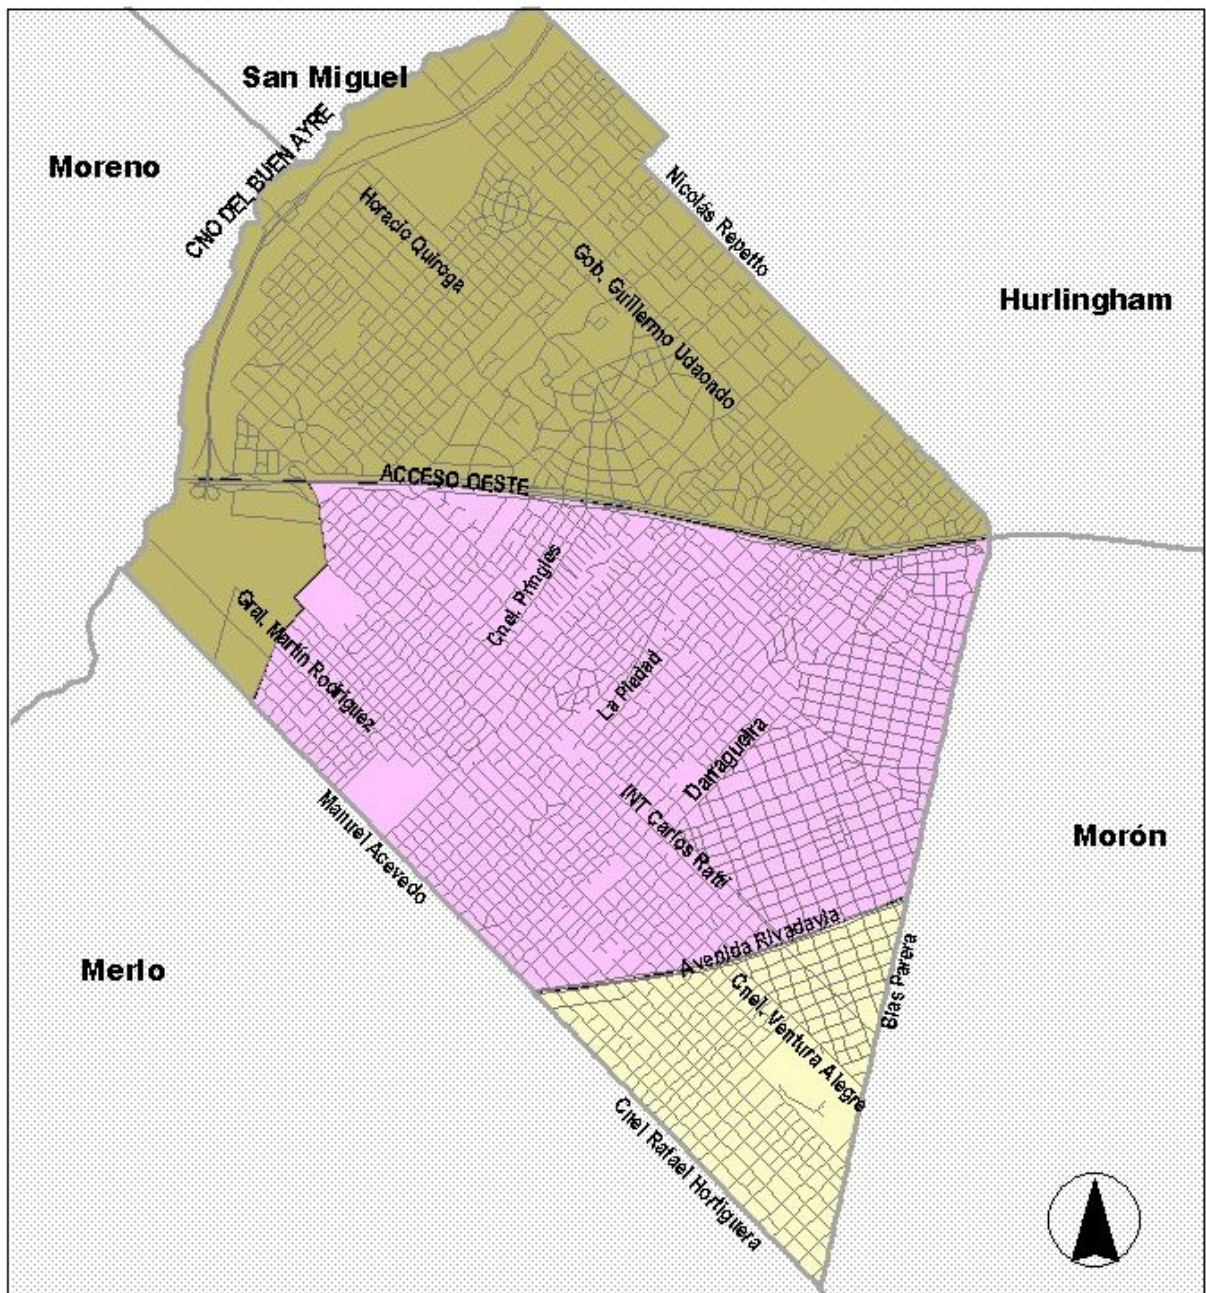 San Miguel
Moreno
CNO DEL BUEN AYRE
Horacio Quiroga
Nicolás Repetto
Gob. Guillermo Udaondo
Hurlingham
ACCESO OESTE
Cnel. Pringles
Gral. Martín Rodriguez
La Piedad
Darragueira
INT Carlos Ratti
Manuel Acevedo
Morón
Avenida Rivadavia
Merlo
Blas Parera
Cnel. Ventura Alegre
Cnel Rafael Hortiguera